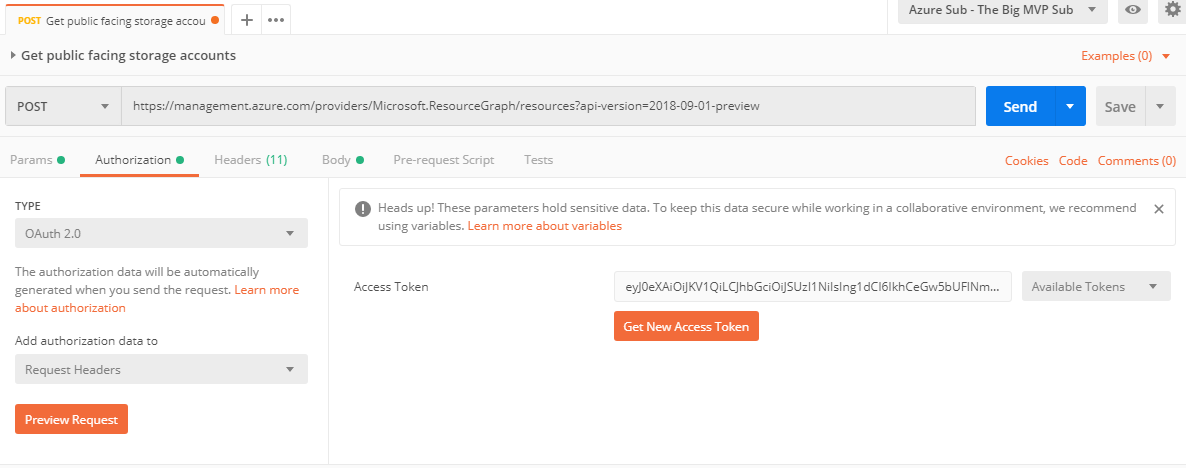 POST Get public facing storage accou
Azure Sub - The Big MVP Sub
Get public facing storage accounts
Examples (0)
POST
https://management.azure.com/providers/Microsoft.ResourceGraph/resources?api-version=2018-09-01-preview
Send
Save
Params
Authorization
Headers (11)
Body
Pre-request Script
Tests
Cookies
Code
Comments (0)
TYPE
OAuth 2.0
The authorization data will be automatically
generated when you send the request. Learn more
about authorization
Add authorization data to
Request Headers
Preview Request
Heads up! These parameters hold sensitive data. To keep this data secure while working in a collaborative environment, we recommend
using variables. Learn more about variables
Access Token
Available Tokens
Get New Access Token